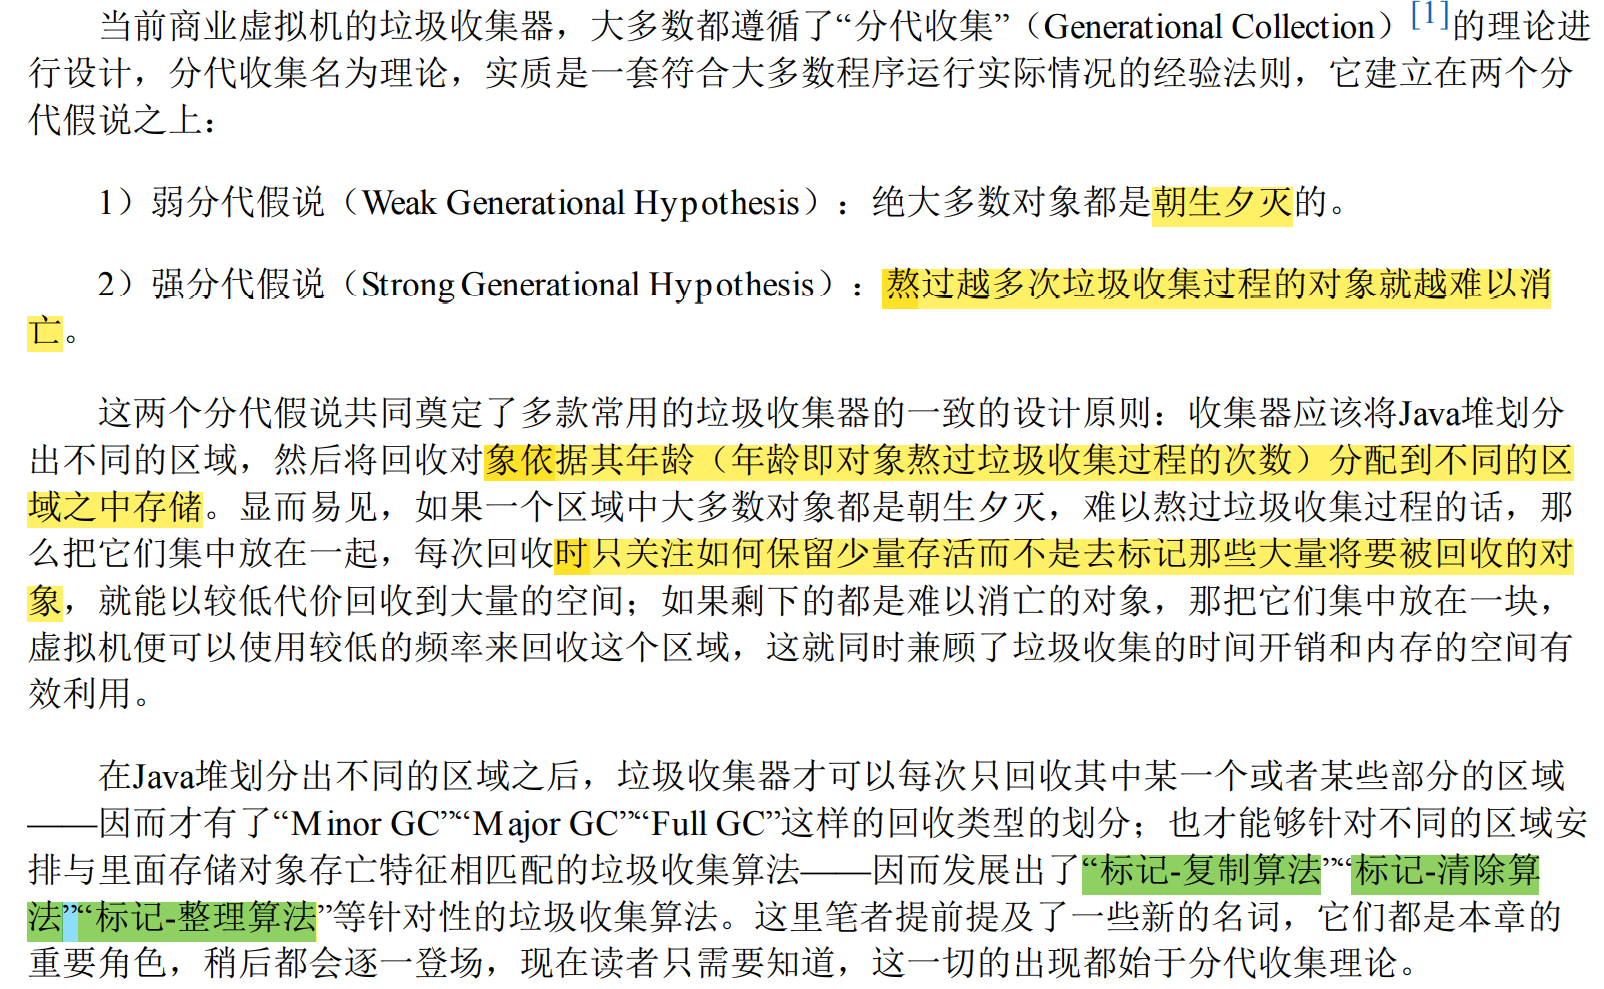 当前商业虚拟机的垃圾收集器，大多数都遵循了“分代收集”（Generational Collection）[1]的理论进
行设计，分代收集名为理论，实质是一套符合大多数程序运行实际情况的经验法则，它建立在两个分
代假说之上：
1）弱分代假说（Weak Generational Hypothesis）：绝大多数对象都是朝生夕灭的。
2）强分代假说（Strong Generational Hypothesis）：熬过越多次垃圾收集过程的对象就越难以消
亡。
这两个分代假说共同奠定了多款常用的垃圾收集器的一致的设计原则：收集器应该将Java堆划分
出不同的区域，然后将回收对象依据其年龄（年龄即对象熬过垃圾收集过程的次数）分配到不同的区
域之中存储。显而易见，如果一个区域中大多数对象都是朝生夕灭，难以熬过垃圾收集过程的话，那
么把它们集中放在一起，每次回收时只关注如何保留少量存活而不是去标记那些大量将要被回收的对
象，就能以较低代价回收到大量的空间；如果剩下的都是难以消亡的对象，那把它们集中放在一块，
虚拟机便可以使用较低的频率来回收这个区域，这就同时兼顾了垃圾收集的时间开销和内存的空间有
效利用。
在Java堆划分出不同的区域之后，垃圾收集器才可以每次只回收其中某一个或者某些部分的区域
——因而才有了“Minor GC”“Major GC”“Full GC”这样的回收类型的划分；也才能够针对不同的区域安
排与里面存储对象存亡特征相匹配的垃圾收集算法——因而发展出了“标记-复制算法”“标记-清除算
法”“标记-整理算法”等针对性的垃圾收集算法。这里笔者提前提及了一些新的名词，它们都是本章的
重要角色，稍后都会逐一登场，现在读者只需要知道，这一切的出现都始于分代收集理论。